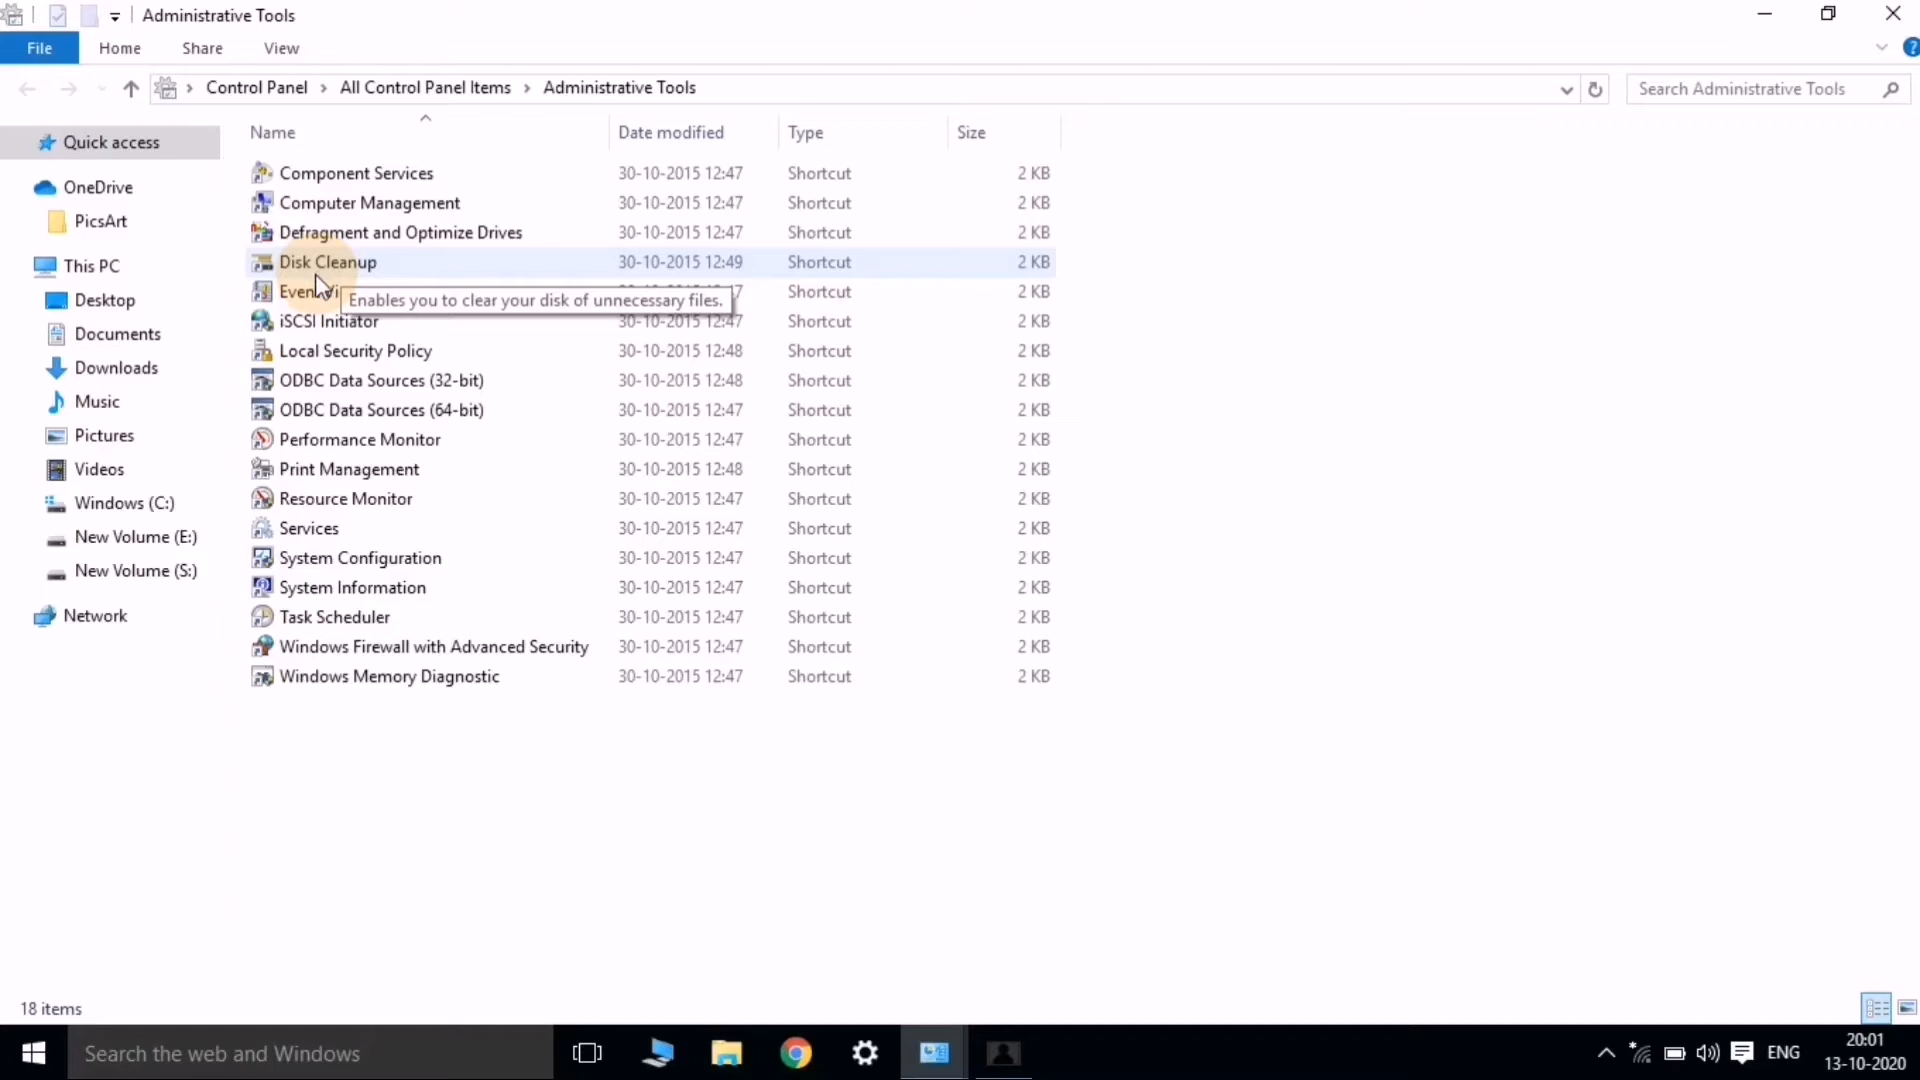 Administrative Tools
File Home Share View
Control Panel > All Control Panel Items > Administrative Tools
Search Administrative Tools
Name Date modified Type Size
Quick access
OneDrive
PicsArt
This PC
Desktop
Documents
Downloads
Music
Pictures
Videos
Windows (C:)
New Volume (E:)
New Volume (S:)
Network
Component Services 30-10-2015 12:47 Shortcut 2 KB
Computer Management 30-10-2015 12:47 Shortcut 2 KB
Defragment and Optimize Drives 30-10-2015 12:47 Shortcut 2 KB
Disk Cleanup 30-10-2015 12:49 Shortcut 2 KB
Even Vi 7 Shortcut 2 KB
Enables you to clear your disk of unnecessary files.
iSCSI Initiator 30-10-2015 12:47 Shortcut 2 KB
Local Security Policy 30-10-2015 12:48 Shortcut 2 KB
ODBC Data Sources (32-bit) 30-10-2015 12:48 Shortcut 2 KB
ODBC Data Sources (64-bit) 30-10-2015 12:47 Shortcut 2 KB
Performance Monitor 30-10-2015 12:47 Shortcut 2 KB
Print Management 30-10-2015 12:48 Shortcut 2 KB
Resource Monitor 30-10-2015 12:47 Shortcut 2 KB
Services 30-10-2015 12:47 Shortcut 2 KB
System Configuration 30-10-2015 12:47 Shortcut 2 KB
System Information 30-10-2015 12:47 Shortcut 2 KB
Task Scheduler 30-10-2015 12:47 Shortcut 2 KB
Windows Firewall with Advanced Security 30-10-2015 12:47 Shortcut 2 KB
Windows Memory Diagnostic 30-10-2015 12:47 Shortcut 2 KB
18 items
Search the web and Windows
ENG
20:01
13-10-2020